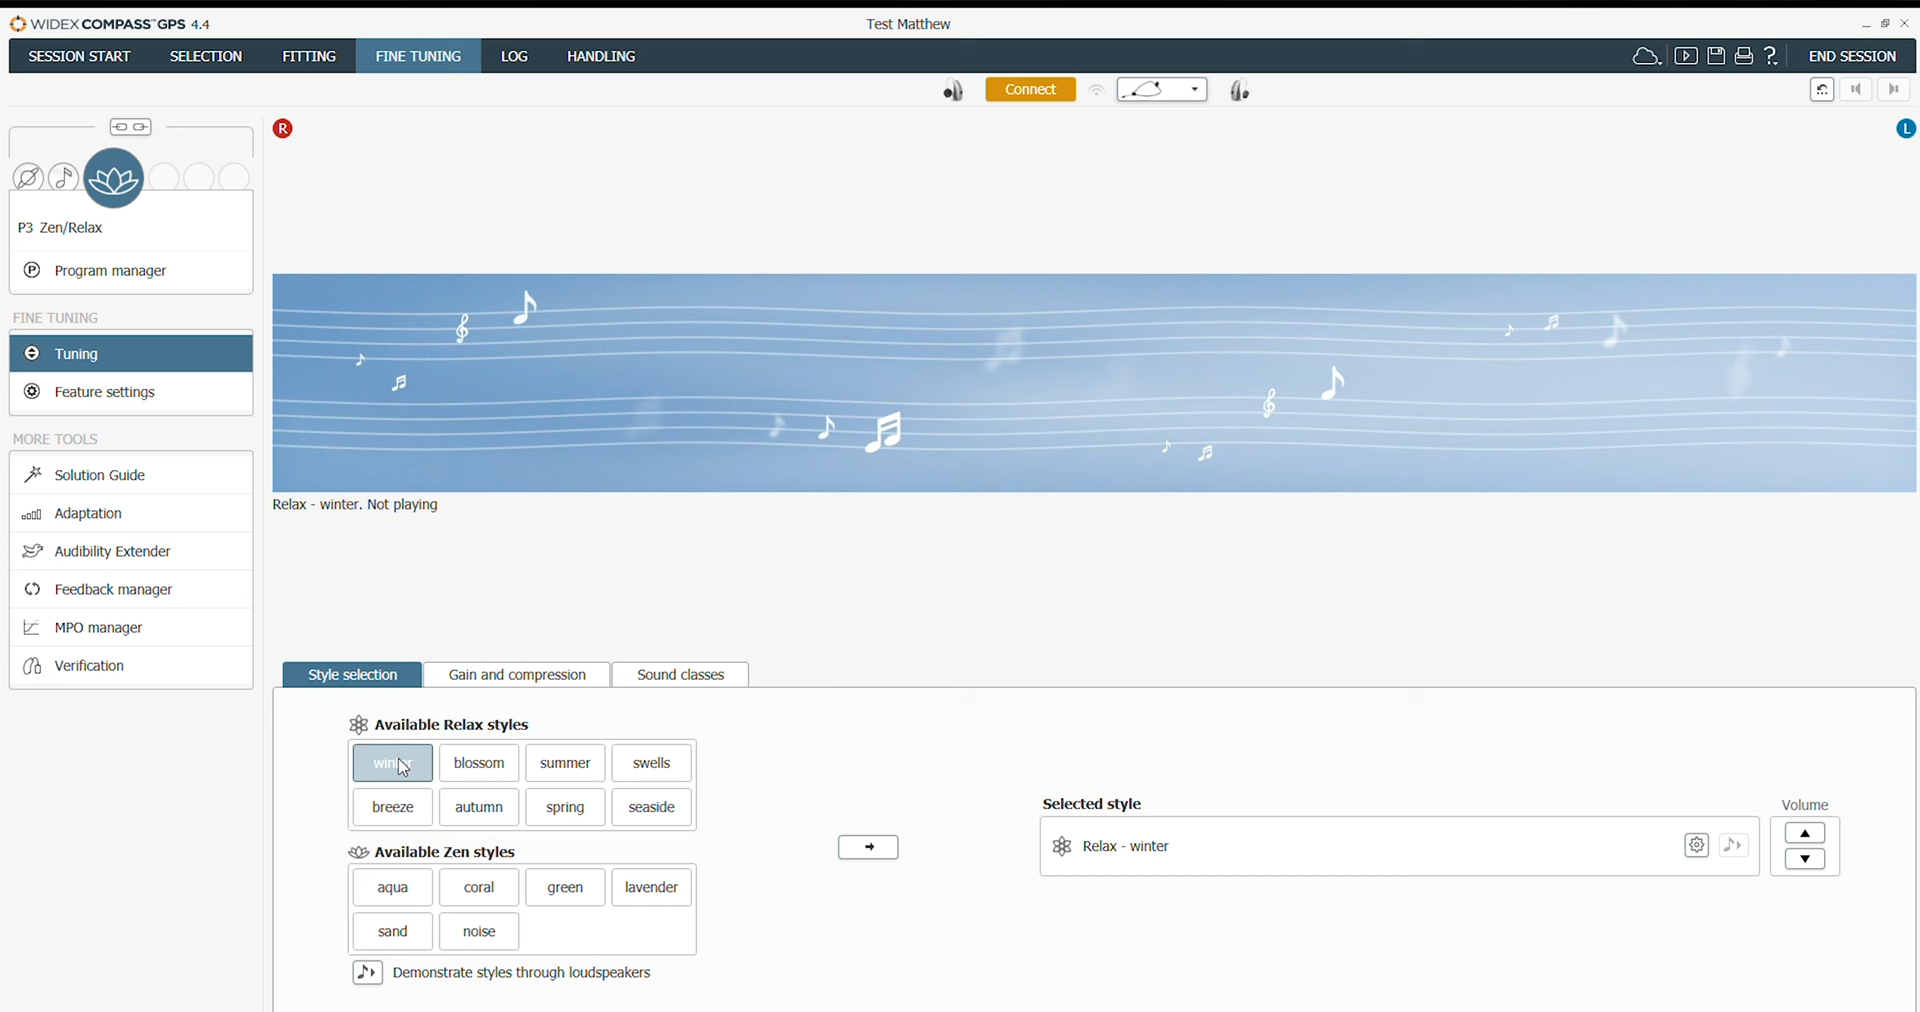 WIDEX COMPASS™ GPS 4.4
Test Matthew
SESSION START
SELECTION
FITTING
FINE TUNING
LOG
HANDLING
?
END SESSION
Connect
R
L
P3 Zen/Relax
P Program manager
FINE TUNING
Tuning
Feature settings
MORE TOOLS
Solution Guide
Adaptation
Audibility Extender
Feedback manager
MPO manager
Verification
Relax - winter. Not playing
Style selection
Gain and compression
Sound classes
Available Relax styles
winter
blossom
summer
swells
breeze
autumn
spring
seaside
Available Zen styles
aqua
coral
green
lavender
sand
noise
Demonstrate styles through loudspeakers
Selected style
Relax - winter
Volume